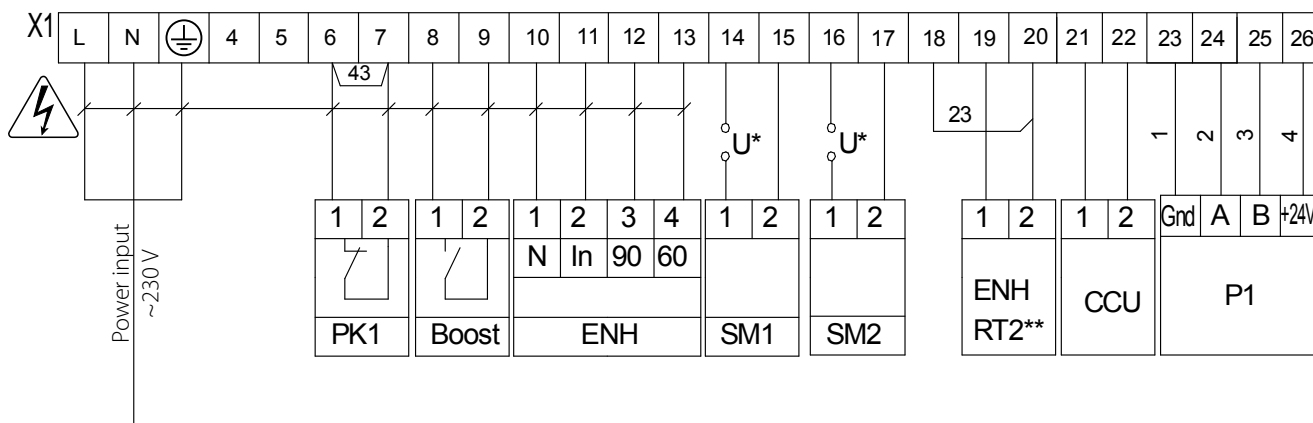 X1 L N 4 5 6 7 8 9 10 11 12 13 14 15 16 17 18 19 20 21 22 23 24 25 26
43
23
U* U*
1 2 3 4
1 2 1 2 1 2 3 4 1 2 1 2 1 2 1 2 Gnd A B +24V
N In 90 60
PK1 Boost ENH SM1 SM2 ENH RT2** CCU P1
Power input
~230 V